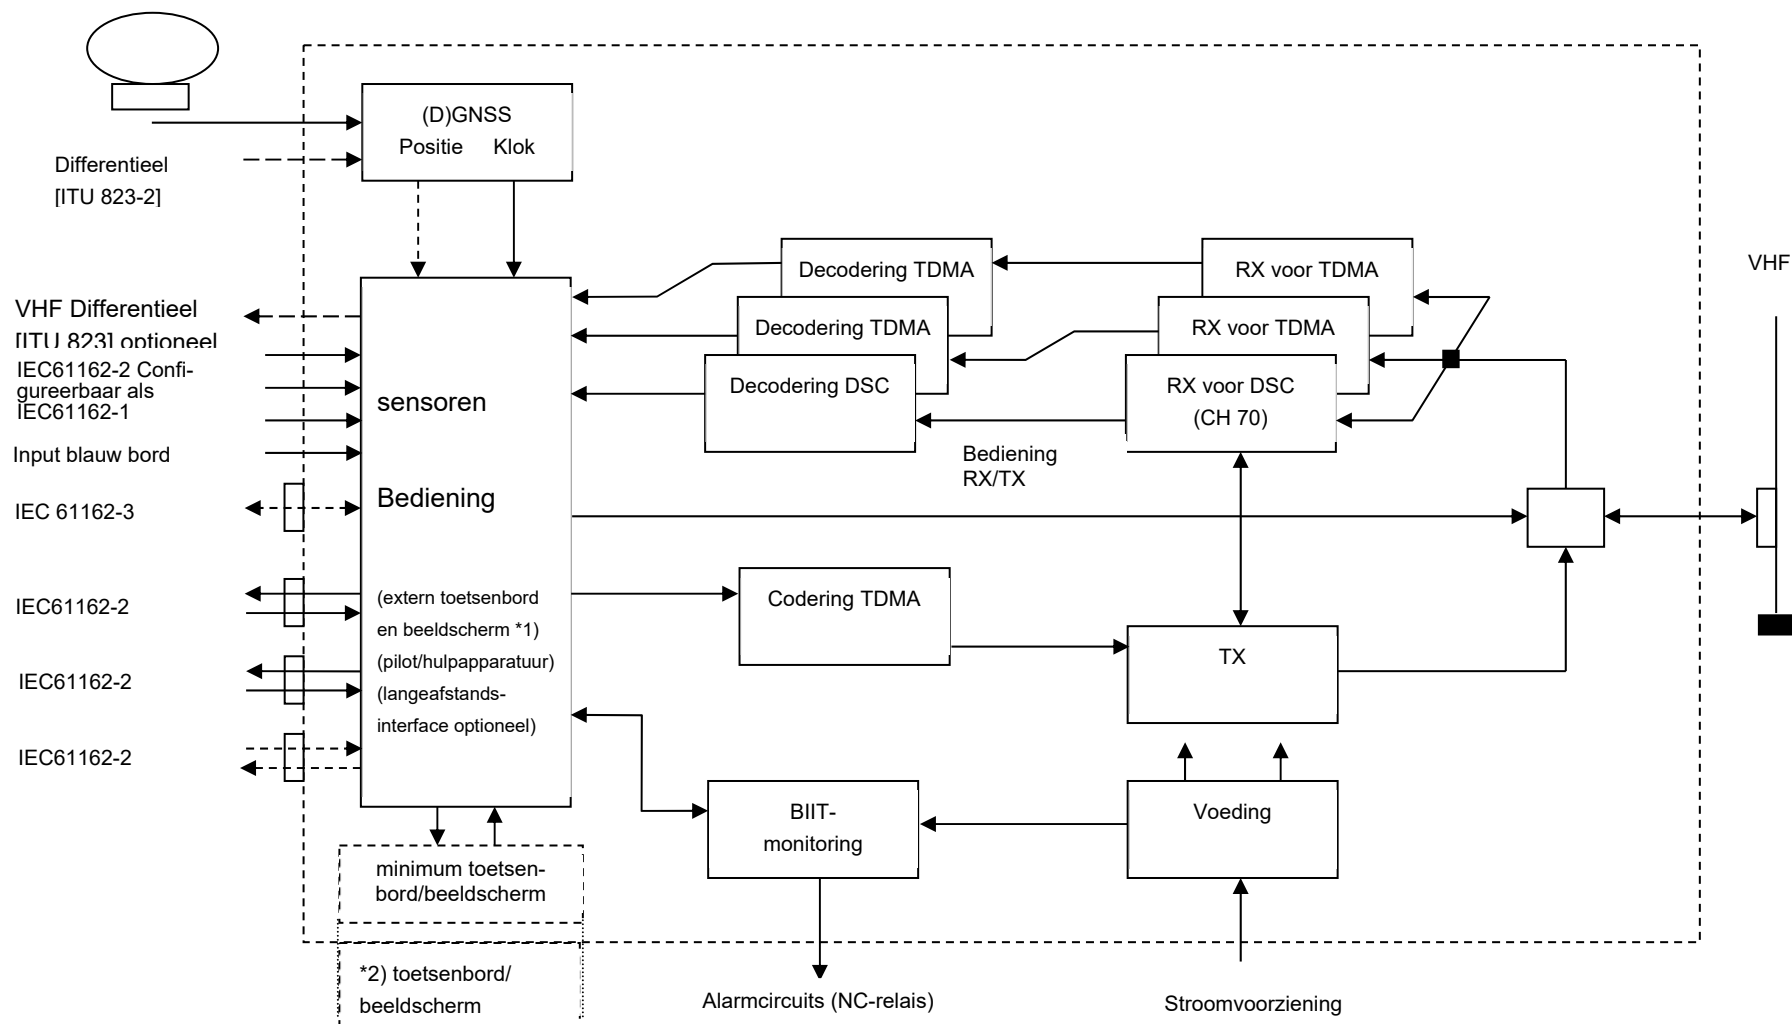 (D)GNSS
Positie Klok
Differentieel
[ITU 823-2]
VHF
Decodering TDMA
RX voor TDMA
VHF Differentieel
[ITU 823] optioneel
Decodering TDMA
RX voor TDMA
IEC61162-2 Confi-
gureerbaar als
IEC61162-1
sensoren
Decodering DSC
RX voor DSC
(CH 70)
Input blauw bord
Bediening
RX/TX
Bediening
IEC 61162-3
(extern toetsenbord
en beeldscherm *1)
(pilot/hulpapparatuur)
(langeafstands-
interface optioneel)
Codering TDMA
IEC61162-2
TX
IEC61162-2
IEC61162-2
BIIT-
monitoring
Voeding
minimum toetsen-
bord/beeldscherm
*2) toetsenbord/
beeldscherm
Alarmcircuits (NC-relais)
Stroomvoorziening